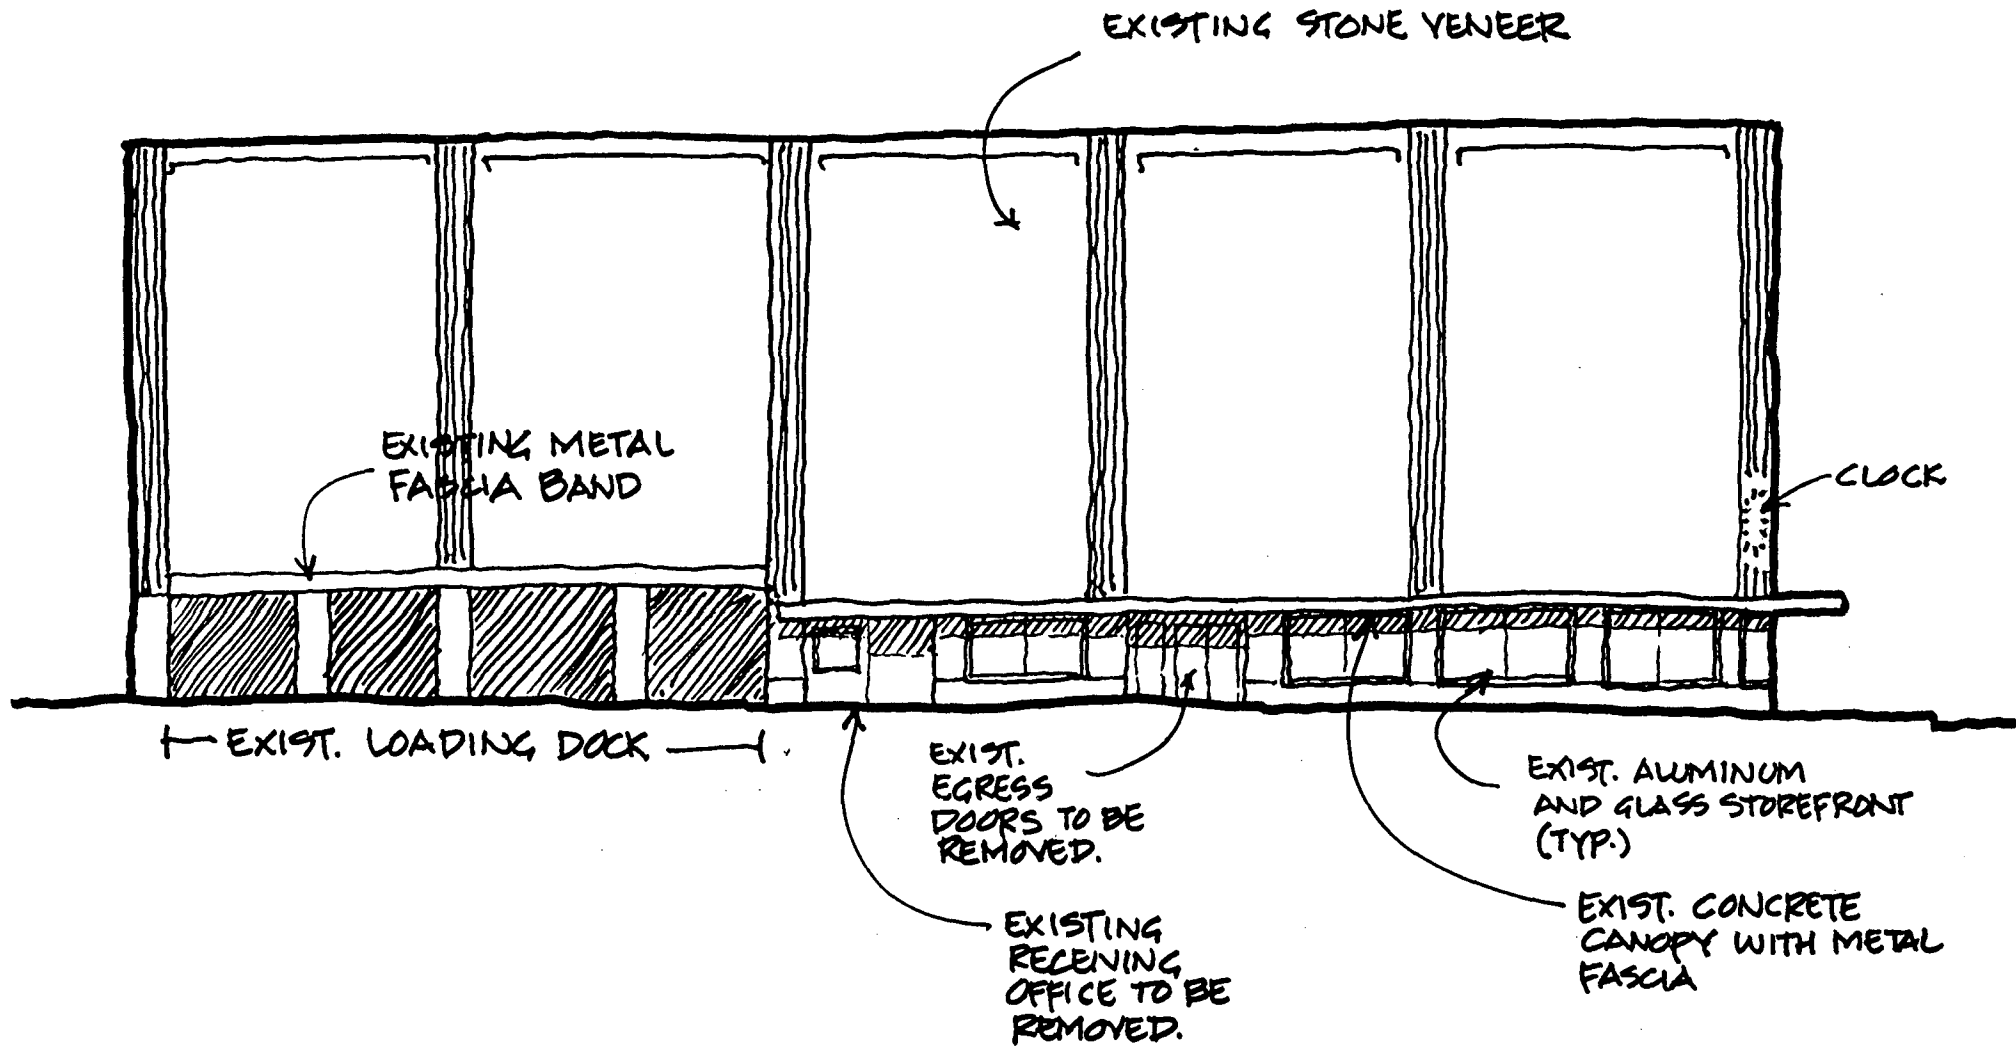 EXISTING STONE VENEER
EXISTING METAL
FASCIA BAND
CLOCK
EXIST. LOADING DOCK
EXIST.
EGRESS
DOORS TO BE
REMOVED.
EXIST. ALUMINUM
AND GLASS STOREFRONT
(TYP.)
EXISTING
RECEIVING
OFFICE TO BE
REMOVED.
EXIST. CONCRETE
CANOPY WITH METAL
FASCIA